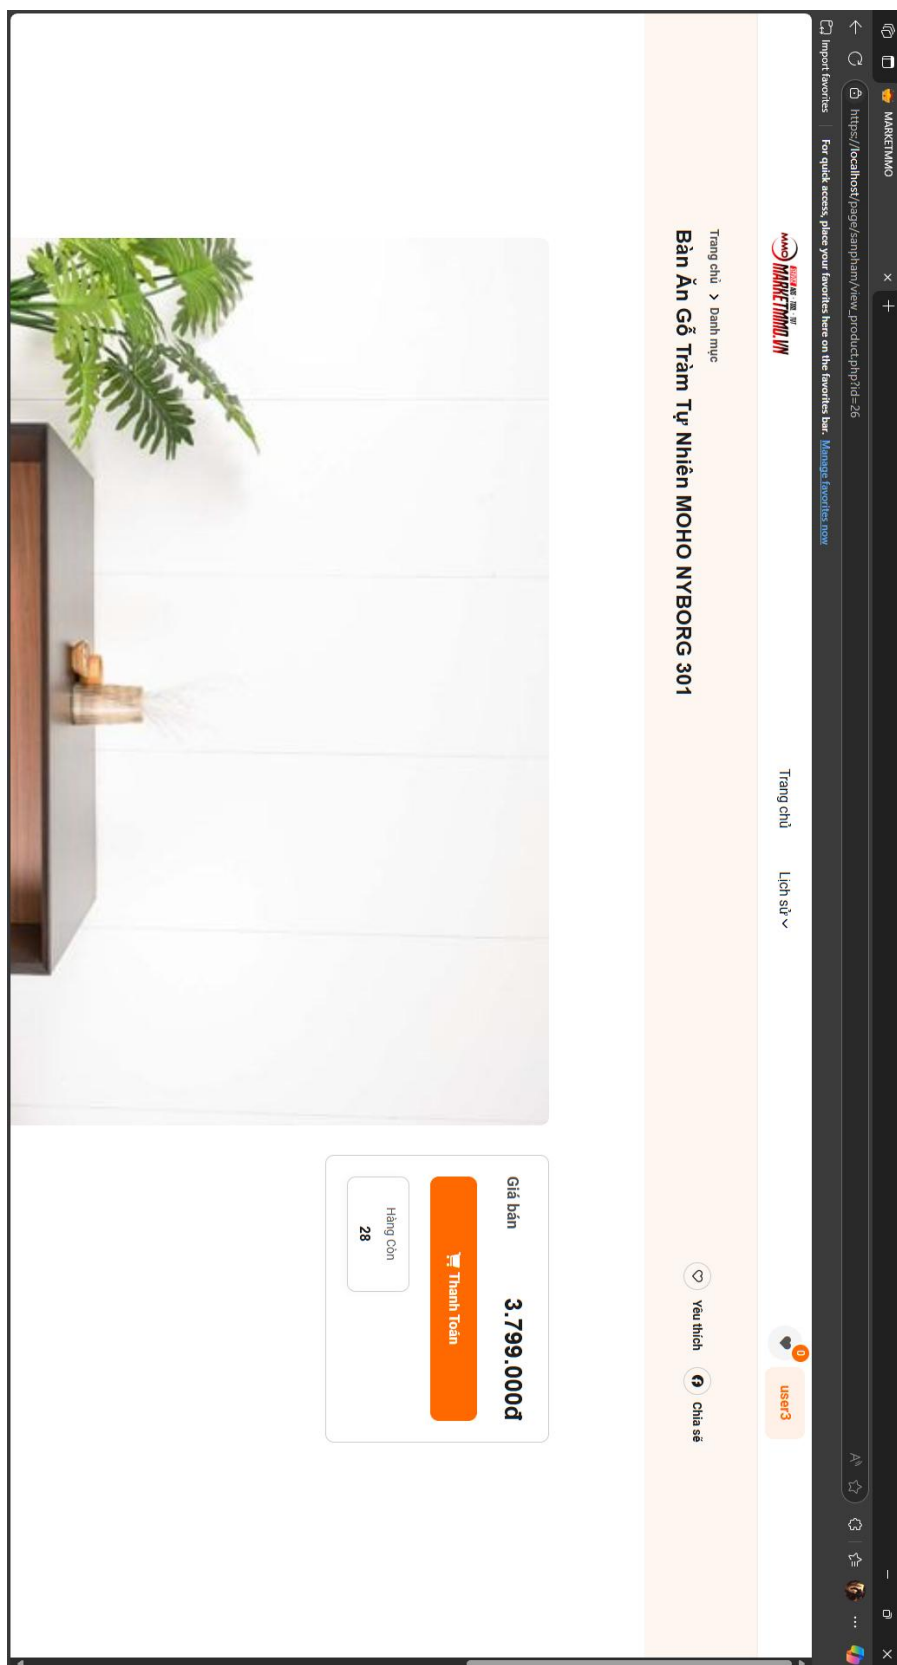 MARKETMMO
https://localhost/page/sanpham/view_product.php?id=26
Import favorites
For quick access, place your favorites here on the favorites bar. Manage favorites now
MMO
MARKETMMO.VN
Trang chủ
Lịch sử
0
user3
Trang chủ > Danh mục
Bàn Ăn Gỗ Tràm Tự Nhiên MOHO NYBORG 301
Yêu thích
Chia sẽ
Giá bán
3.799.000đ
Thanh Toán
Hàng Còn
28